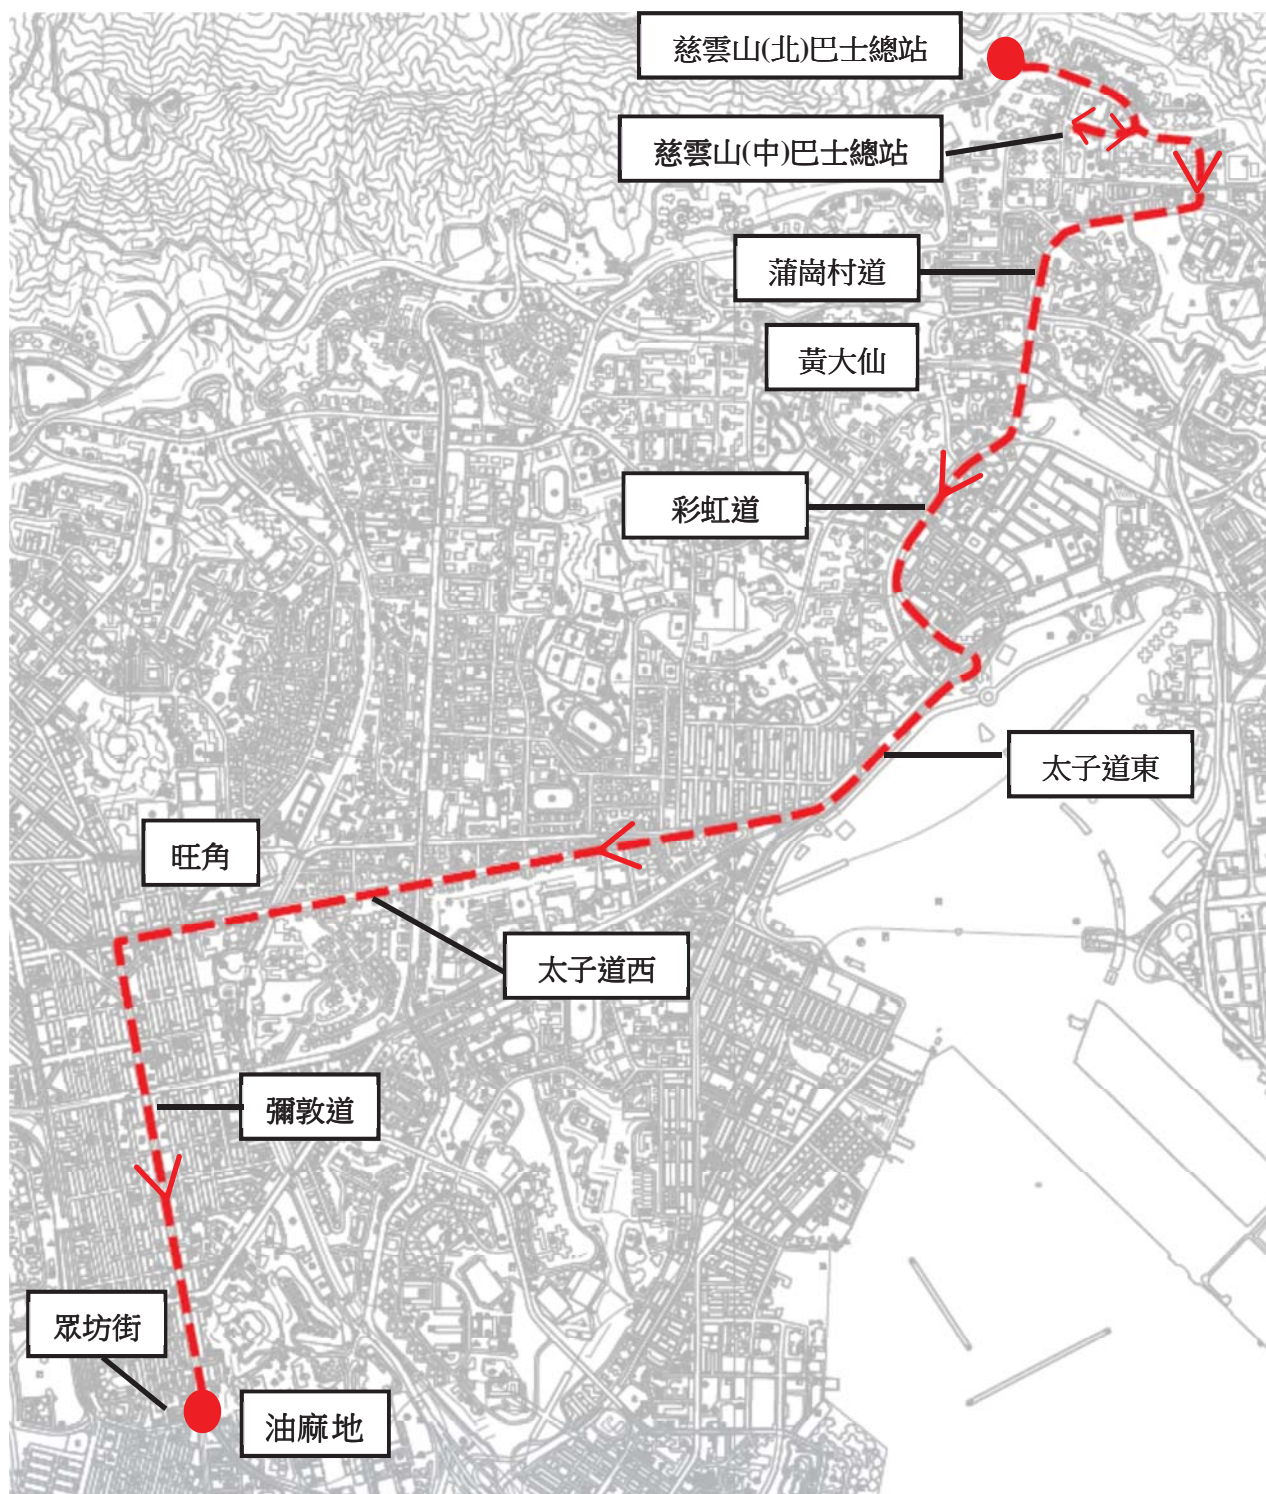 慈雲山(北)巴士總站
慈雲山(中)巴士總站
蒲崗村道
黃大仙
彩虹道
太子道東
旺角
太子道西
彌敦道
眾坊街
油麻地